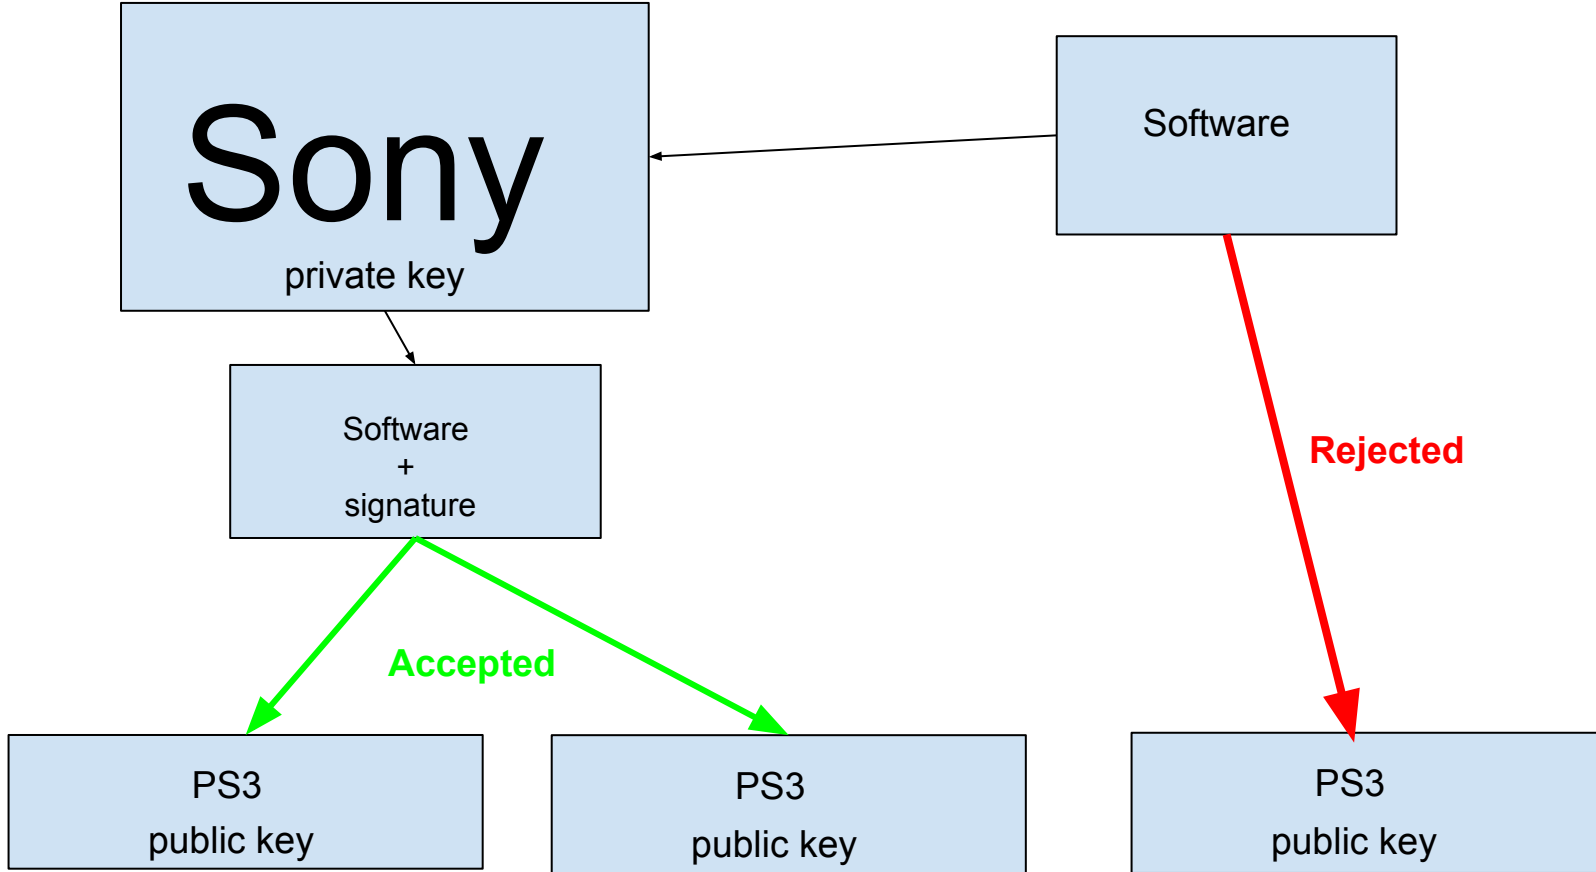 Sony
private key
Software
Software
+
signature
Rejected
Accepted
PS3
public key
PS3
public key
PS3
public key